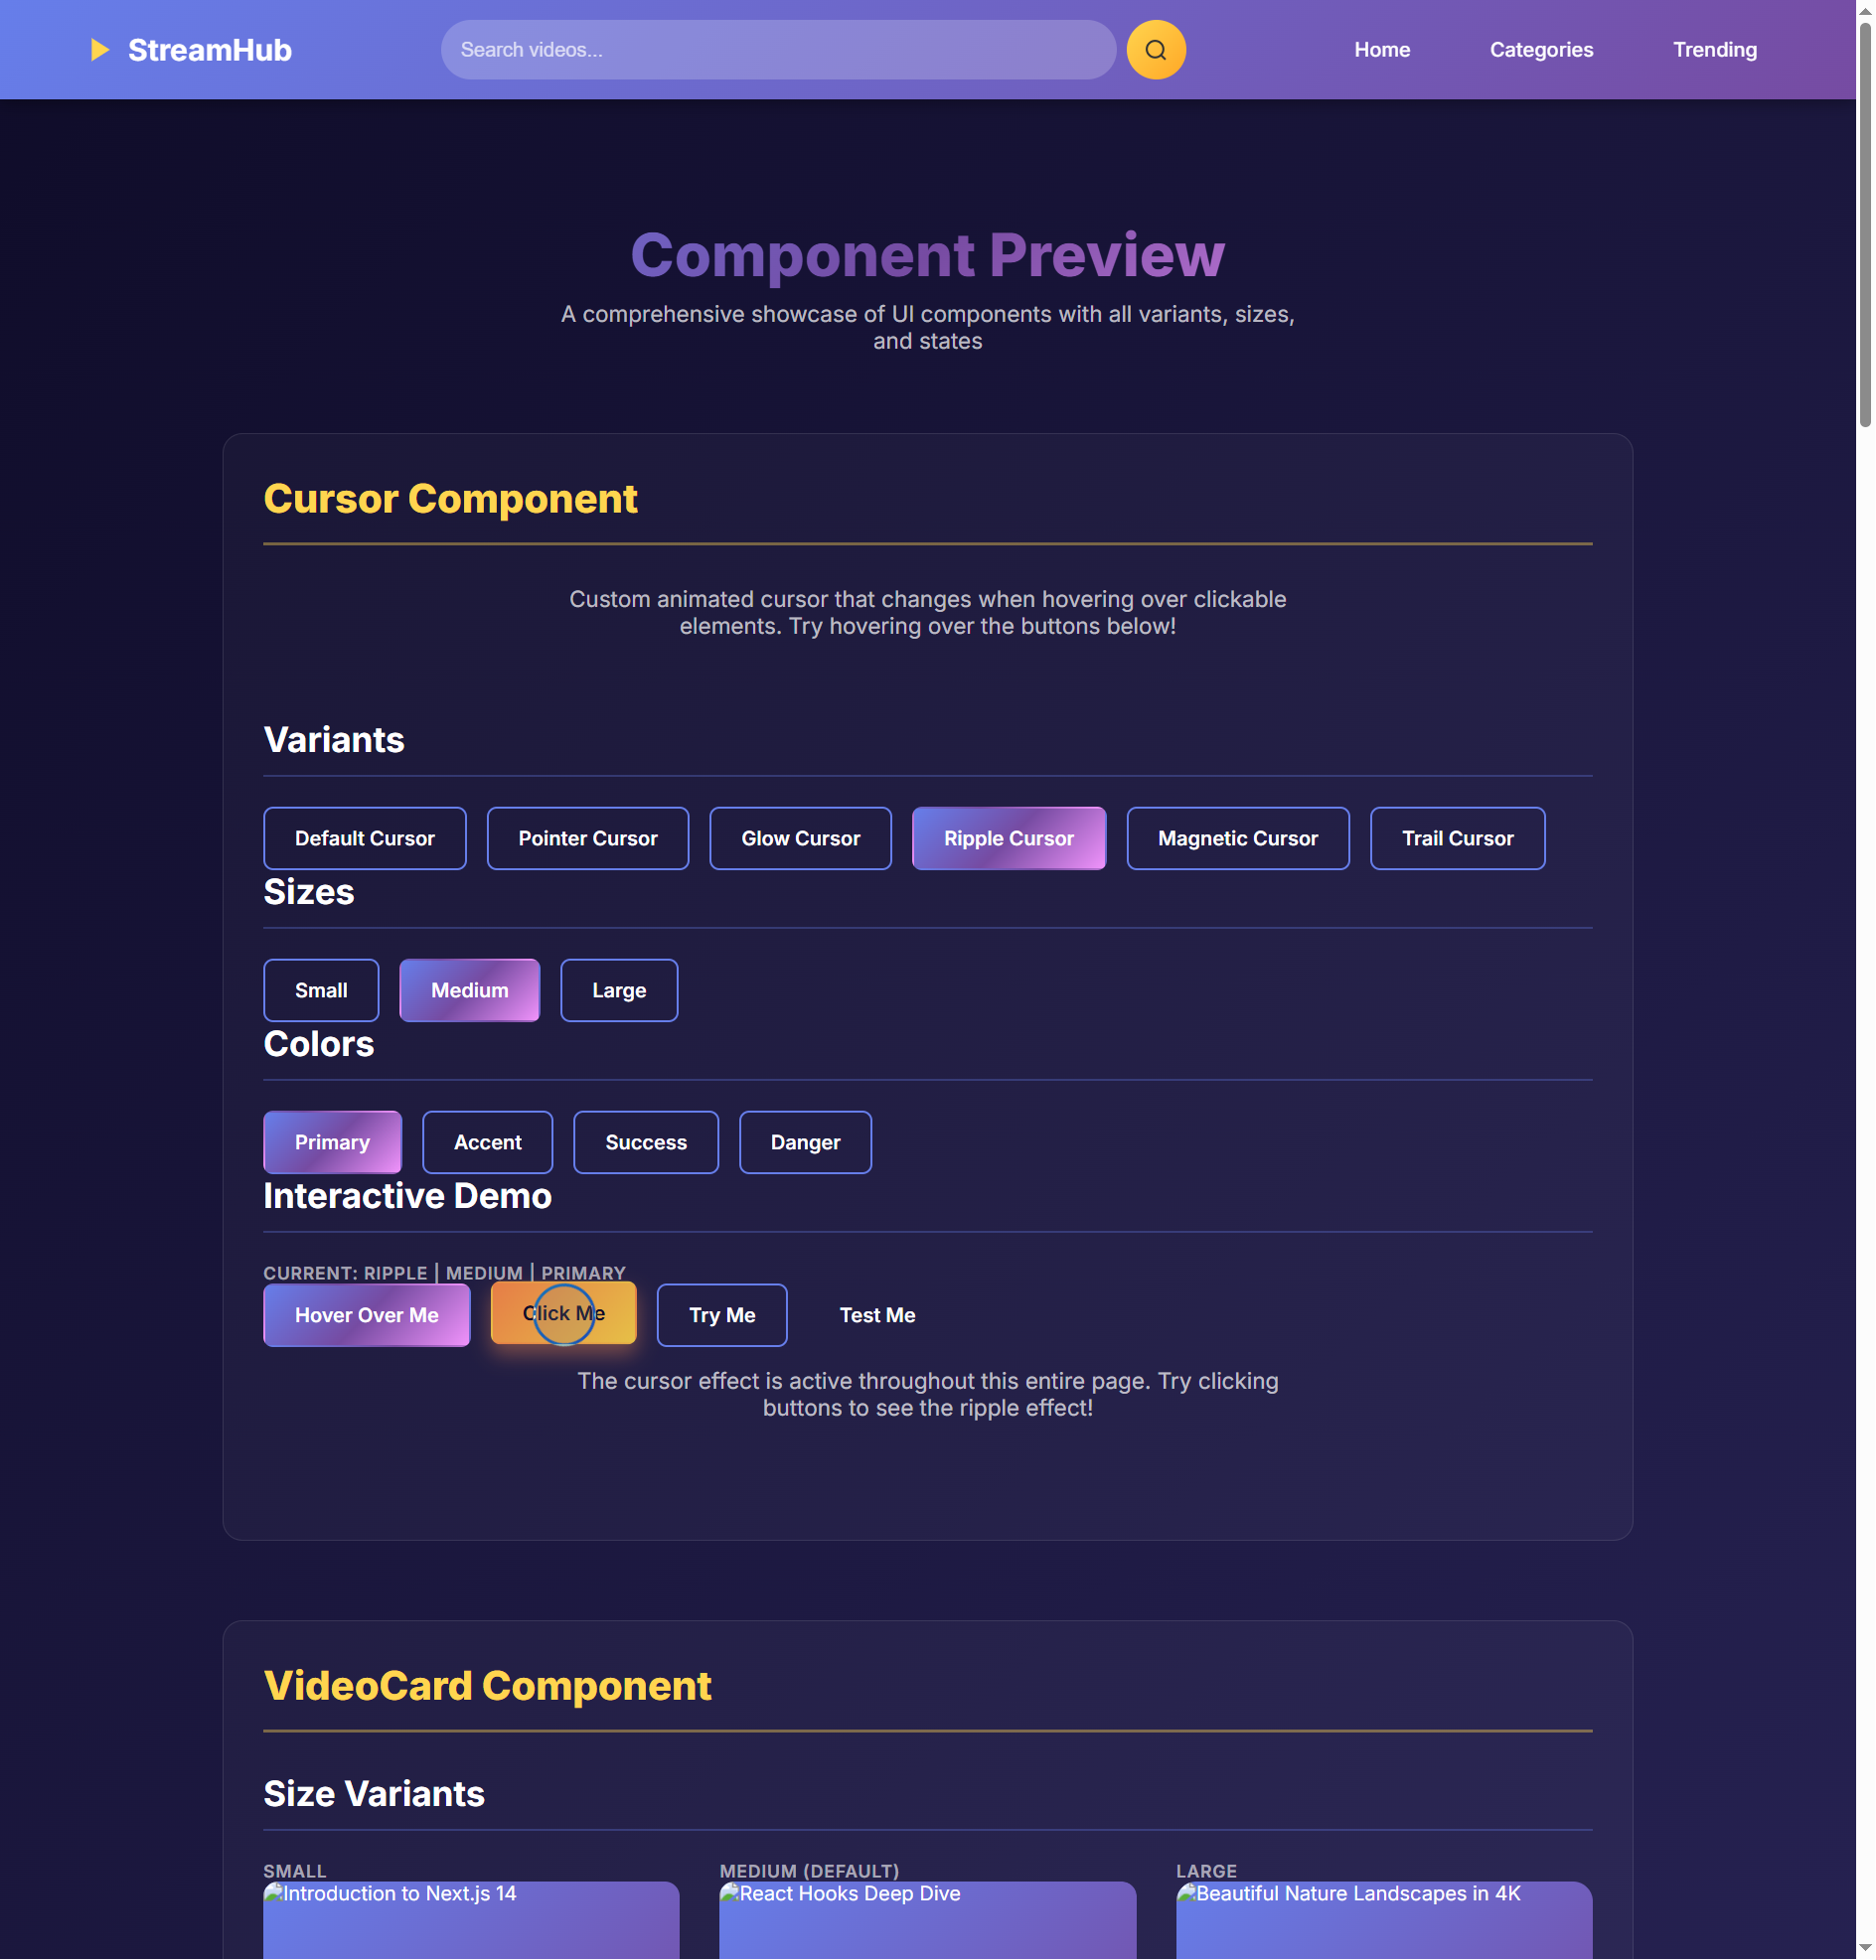 StreamHub
Search videos...
Home
Categories
Trending
Component Preview
A comprehensive showcase of UI components with all variants, sizes,
and states
Cursor Component
Custom animated cursor that changes when hovering over clickable
elements. Try hovering over the buttons below!
Variants
Default Cursor
Pointer Cursor
Glow Cursor
Ripple Cursor
Magnetic Cursor
Trail Cursor
Sizes
Small
Medium
Large
Colors
Primary
Accent
Success
Danger
Interactive Demo
CURRENT: RIPPLE | MEDIUM | PRIMARY
Hover Over Me
Click Me
Try Me
Test Me
The cursor effect is active throughout this entire page. Try clicking
buttons to see the ripple effect!
VideoCard Component
Size Variants
SMALL
MEDIUM (DEFAULT)
LARGE
Introduction to Next.js 14
React Hooks Deep Dive
Beautiful Nature Landscapes in 4K